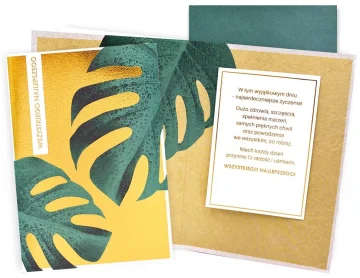 WSZYSTKIEGO NAJLEPSZEGO
W tym wyjątkowym dniu
- najserdeczniejsze życzenia!
Dużo zdrowia, szczęścia,
spełnienia marzeń,
samych pięknych chwil
oraz powodzenia
we wszystkim, co robisz.
Niech każdy dzień
przynosi Ci radość i uśmiech.
WSZYSTKIEGO NAJLEPSZEGO!